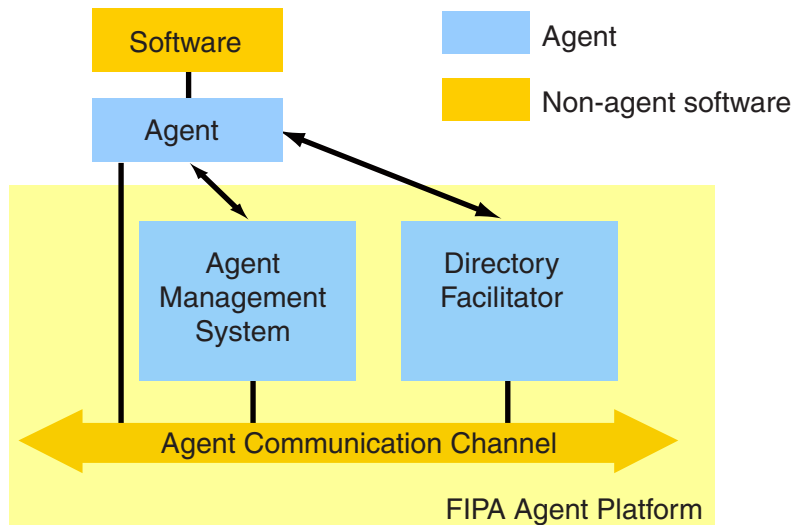 Software
Agent
Agent
Non-agent software
Agent
Management
System
Directory
Facilitator
Agent Communication Channel
FIPA Agent Platform